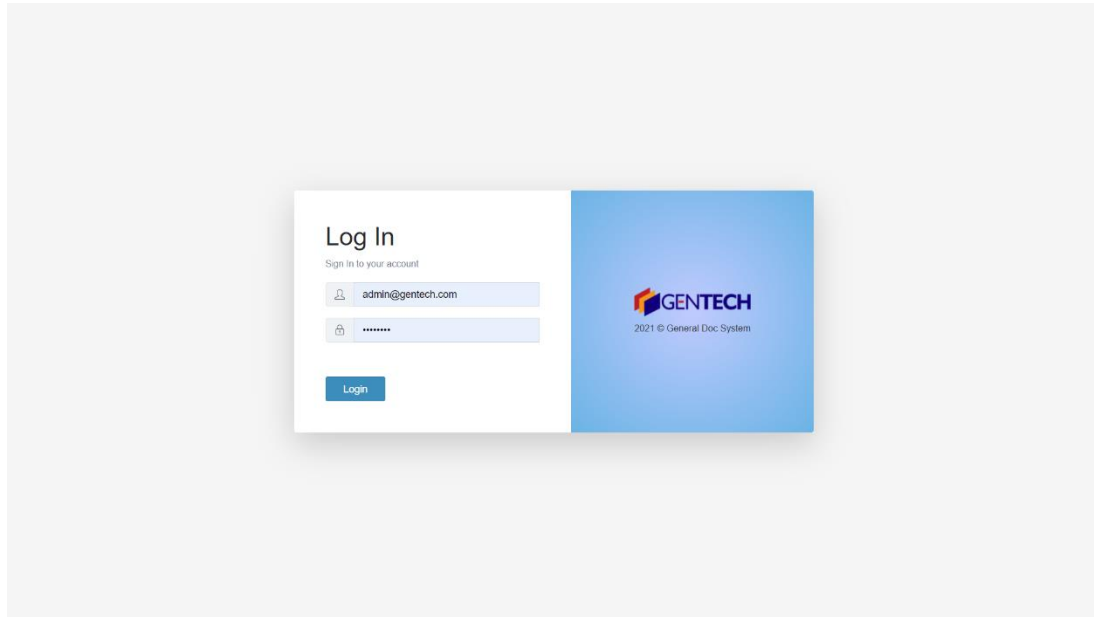 Log In
Sign In to your account
admin@gentech.com
••••••••
Login
GENTECH
2021 © General Doc System